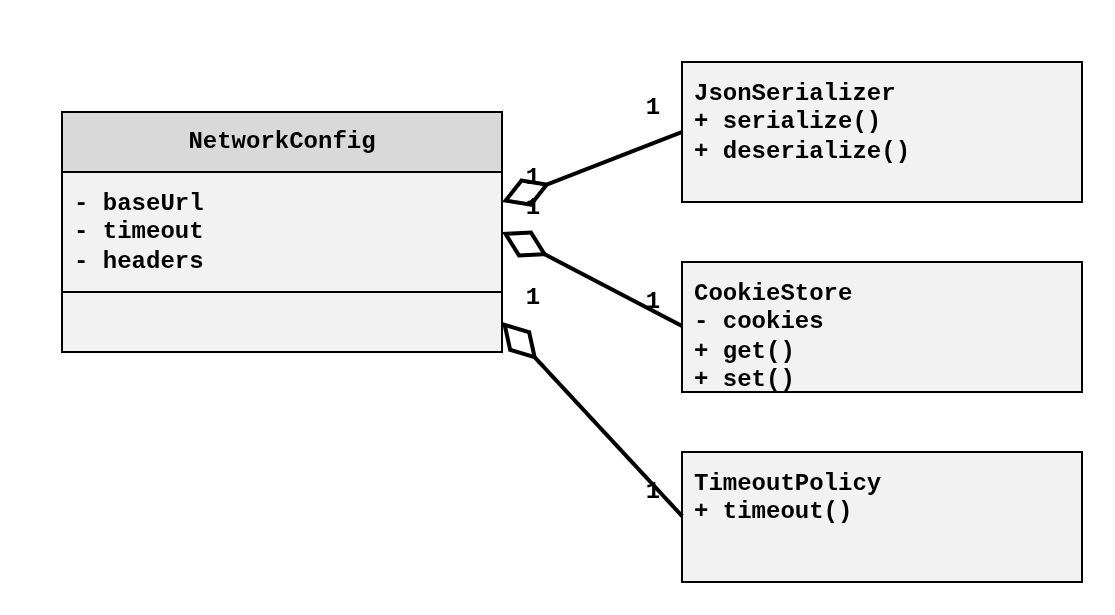 NetworkConfig
- baseUrl
- timeout
- headers
1
1
JsonSerializer
+ serialize()
+ deserialize()
1
1
CookieStore
- cookies
+ get()
+ set()
1
1
TimeoutPolicy
+ timeout()